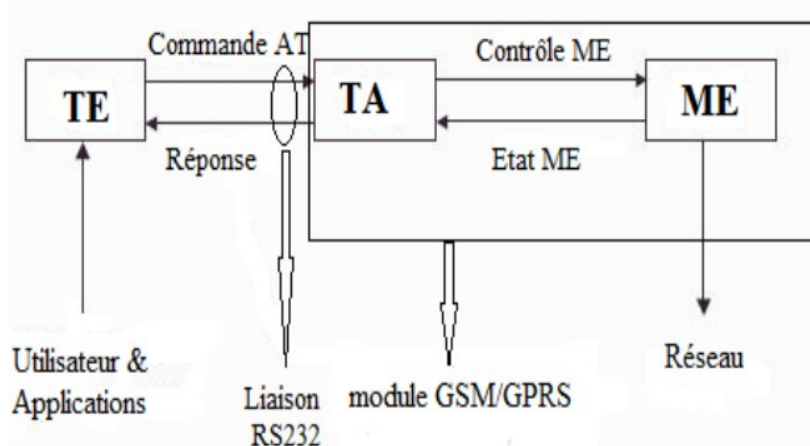 Commande AT
Contrôle ME
TE
TA
ME
Réponse
Etat ME
Utilisateur &
Applications
Liaison
RS232
module GSM/GPRS
Réseau